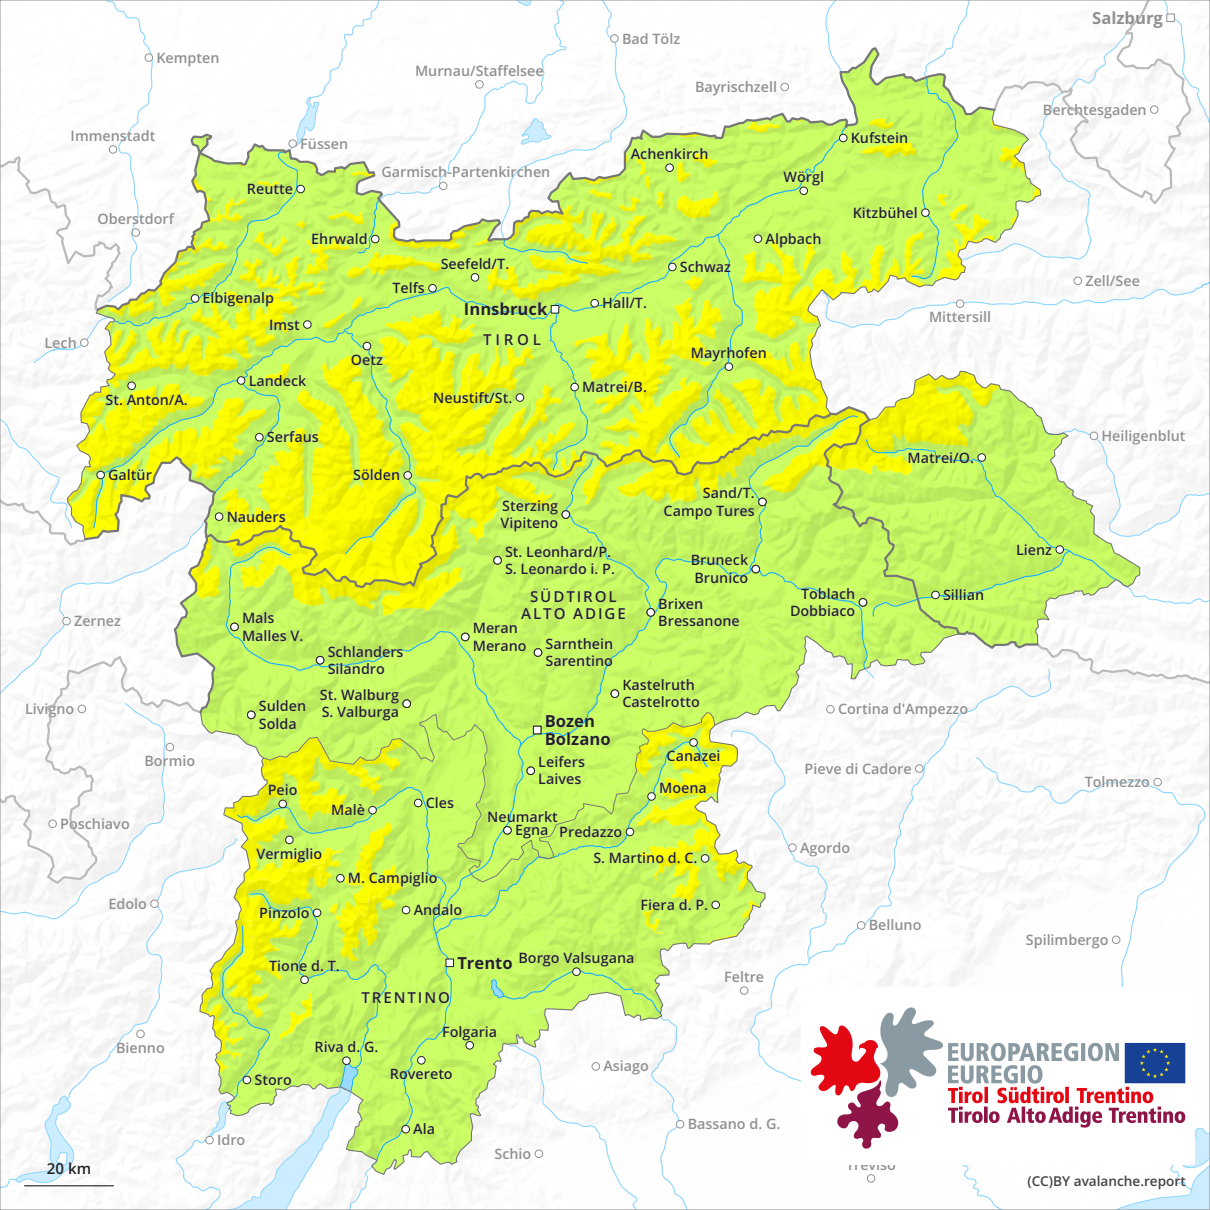 Salzburg
Kempten
Bad Tölz
Murnau/Staffelsee
Bayrischzell
Berchtesgaden
Immenstadt
Füssen
Kufstein
Achenkirch
Garmisch-Partenkirchen
Wörgl
Reutte
Oberstdorf
Kitzbühel
Ehrwald
Alpbach
Seefeld/T.
Schwaz
Zell/See
Telfs
Elbigenalp
Hall/T.
Innsbruck
Mittersill
Imst
TIROL
Lech
Oetz
Mayrhofen
Landeck
Matrei/B.
St. Anton/A.
Neustift/St.
Serfaus
Heiligenblut
Matrei/O.
Galtür
Sölden
Sand/T.
Campo Tures
Sterzing
Vipiteno
Nauders
Lienz
St. Leonhard/P.
S. Leonardo i. P.
Bruneck
Brunico
SÜDTIROL
ALTO ADIGE
Toblach
Dobbiaco
Sillian
Brixen
Bressanone
Zernez
Mals
Malles V.
Meran
Merano
Sarnthein
Sarentino
Schlanders
Silandro
Kastelruth
Castelrotto
St. Walburg
S. Valburga
Livigno
Sulden
Solda
Cortina d'Ampezzo
Bozen
Bolzano
Bormio
Canazei
Leifers
Laives
Pieve di Cadore
Tolmezzo
Peio
Moena
Malè
Cles
Neumarkt
Egna
Predazzo
Poschiavo
Vermiglio
Agordo
S. Martino d. C.
M. Campiglio
Edolo
Pinzolo
Andalo
Fiera d. P.
Belluno
Spilimbergo
Tione d. T.
Trento
Borgo Valsugana
Feltre
TRENTINO
Folgaria
Bienno
Riva d. G.
Rovereto
Asiago
Storo
EUROPAREGION
EUREGIO
Tirol Südtirol Trentino
Tirolo Alto Adige Trentino
Ala
Bassano d. G.
Idro
Schio
Treviso
20 km
(CC)BY avalanche.report